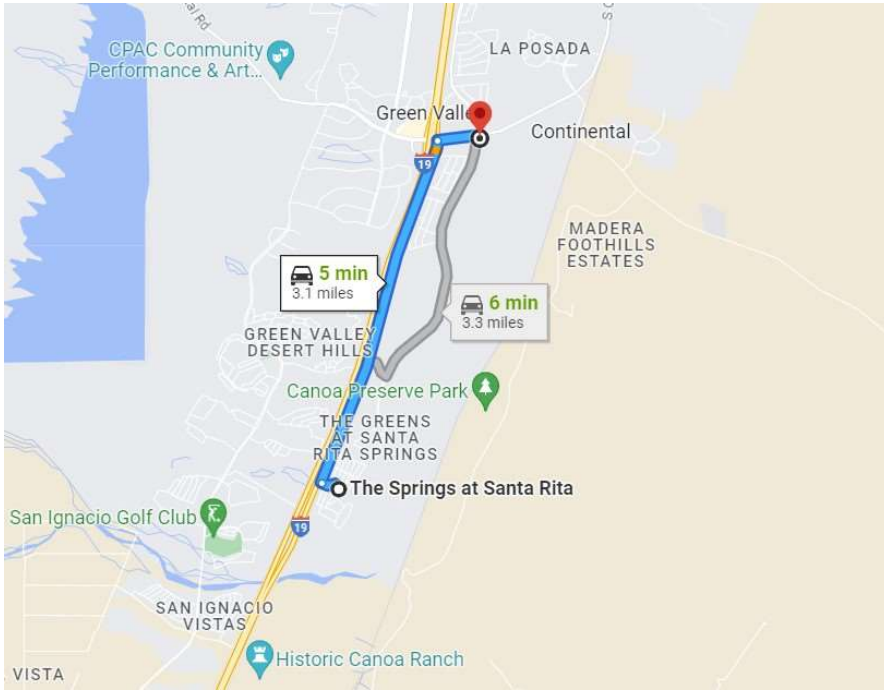 CPAC Community
Performance & Art...
LA POSADA
Green Valle
Continental
19
MADERA
FOOTHILLS
ESTATES
5 min
3.1 miles
6 min
3.3 miles
GREEN VALLEY
DESERT HILLS
Canoa Preserve Park
THE GREENS
AT SANTA
RITA SPRINGS
The Springs at Santa Rita
San Ignacio Golf Club
19
SAN IGNACIO
VISTAS
Historic Canoa Ranch
VISTA